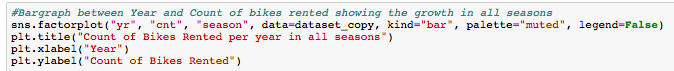 #Bargraph between Year and Count of bikes rented showing the growth in all seasons
sns.factorplot("yr", "cnt", "season", data=dataset_copy, kind="bar", palette="muted", legend=False)
plt.title("Count of Bikes Rented per year in all seasons")
plt.xlabel("Year")
plt.ylabel("Count of Bikes Rented")